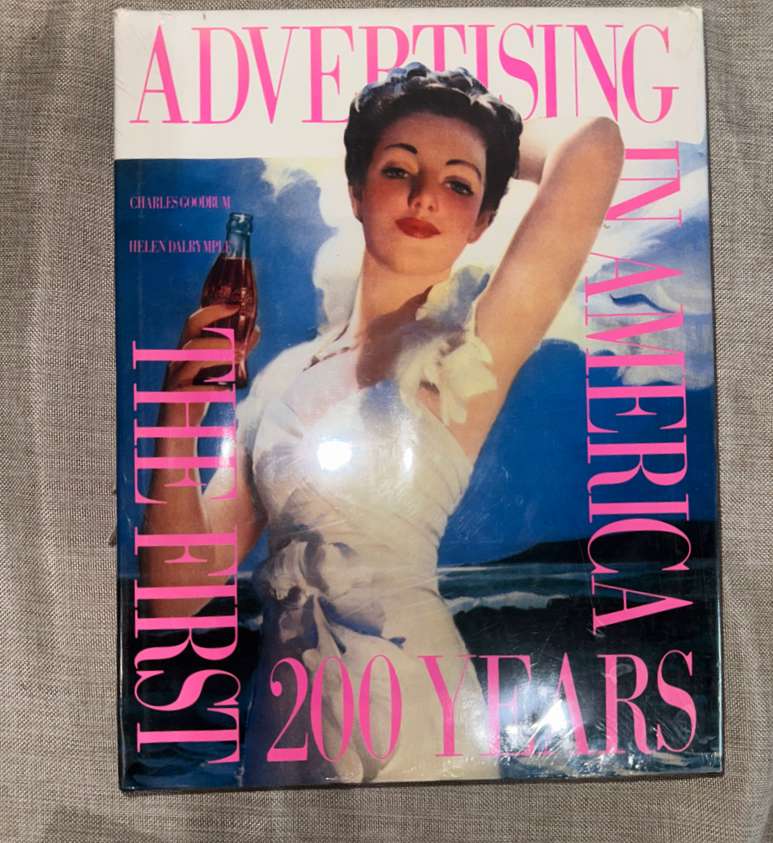 ADVERTISING
IN AMERICA
CHARLES GOODRUM
HELEN DALRYMPLE
THE FIRST
200 YEARS